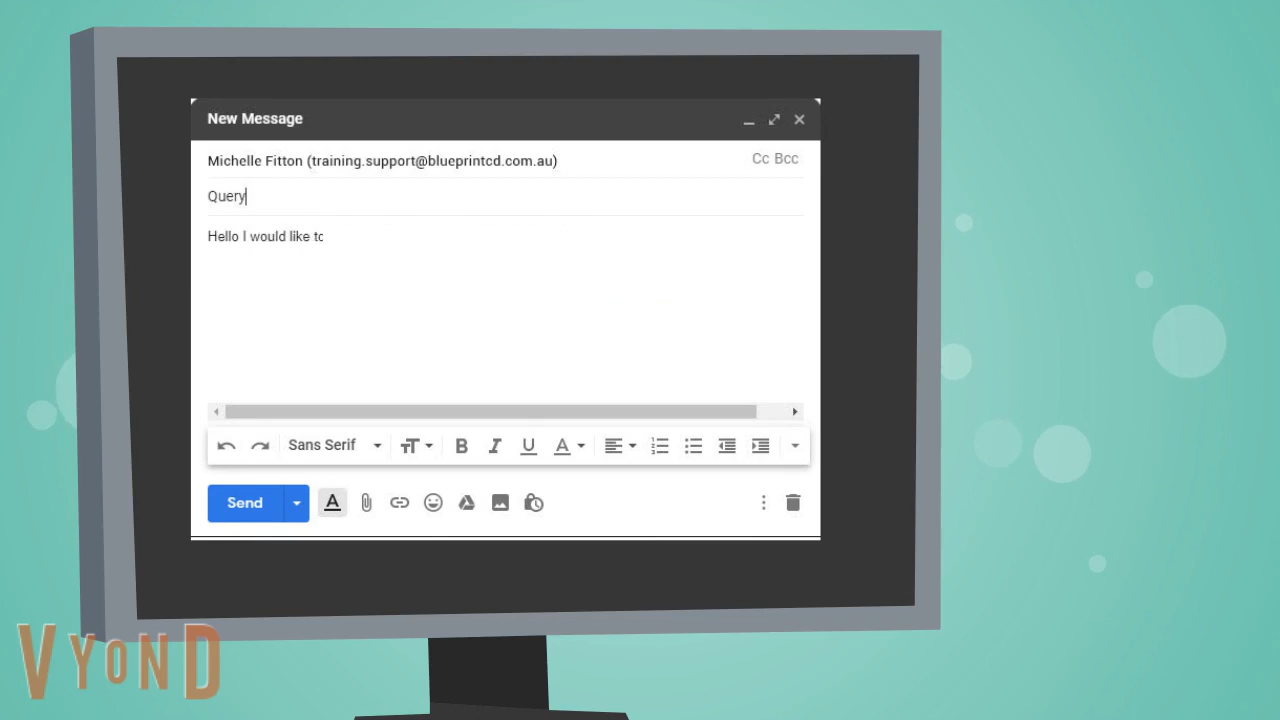 New Message
Michelle Fitton (training.support@blueprintcd.com.au)
Cc Bcc
Query
Hello I would like to
Sans Serif
Send
VYOND